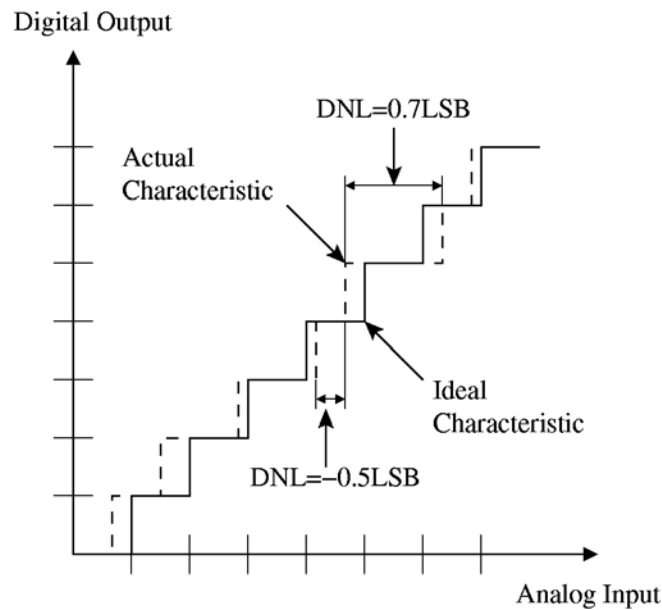 Digital Output
DNL=0.7LSB
Actual
Characteristic
Ideal
Characteristic
DNL=−0.5LSB
Analog Input